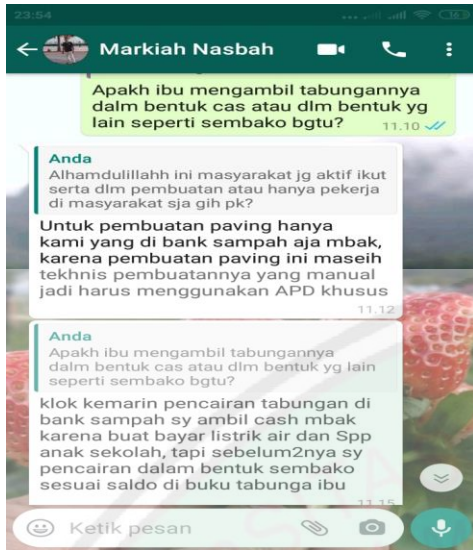 23:54
Markiah Nasbah
Apakh ibu mengambil tabungannya
dalm bentuk cas atau dlm bentuk yg
lain seperti sembako bgtu?
11.10
Anda
Alhamdulillahh ini masyarakat jg aktif ikut
serta dlm pembuatan atau hanya pekerja
di masyarakat sja gih pk?
Untuk pembuatan paving hanya
kami yang di bank sampah aja mbak,
karena pembuatan paving ini maseih
tekhnis pembuatannya yang manual
jadi harus menggunakan APD khusus
11.12
Anda
Apakh ibu mengambil tabungannya
dalm bentuk cas atau dlm bentuk yg lain
seperti sembako bgtu?
klok kemarin pencairan tabungan di
bank sampah sy ambil cash mbak
karena buat bayar listrik air dan Spp
anak sekolah, tapi sebelum2nya sy
pencairan dalam bentuk sembako
sesuai saldo di buku tabunga ibu
11.15
Ketik pesan